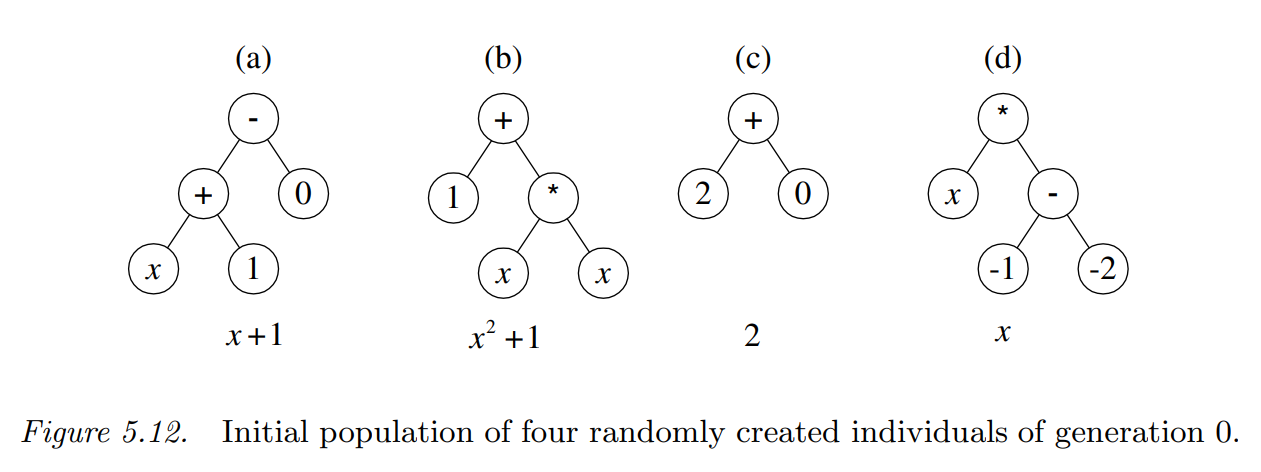 (a) (b) (c) (d)
- + + *
+ 0 1 * 2 0 x -
x 1 x x -1 -2
x+1 x² +1 2 x
Figure 5.12. Initial population of four randomly created individuals of generation 0.